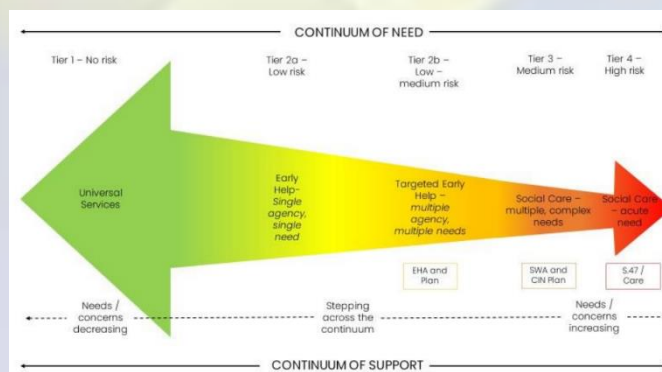 CONTINUUM OF NEED
Tier 1 – No risk
Tier 2a –
Low risk
Tier 2b –
Low –
medium risk
Tier 3 –
Medium risk
Tier 4 –
High risk
Universal
Services
Early
Help-
Single
agency,
single
need
Targeted Early
Help –
multiple
agency,
multiple needs
Social Care –
multiple, complex
needs
Social Care
– acute
need
EHA and
Plan
SWA and
CIN Plan
S.47 /
Care
Needs /
concerns
decreasing
Stepping
across the
continuum
Needs /
concerns
increasing
CONTINUUM OF SUPPORT